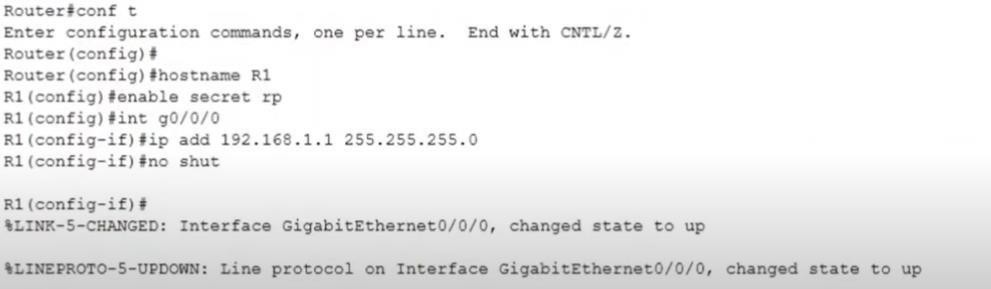 Router#conf t
Enter configuration commands, one per line.  End with CNTL/Z.
Router(config)#
Router(config)#hostname R1
R1(config)#enable secret rp
R1(config)#int g0/0/0
R1(config-if)#ip add 192.168.1.1 255.255.255.0
R1(config-if)#no shut
R1(config-if)#
%LINK-5-CHANGED: Interface GigabitEthernet0/0/0, changed state to up
%LINEPROTO-5-UPDOWN: Line protocol on Interface GigabitEthernet0/0/0, changed state to up